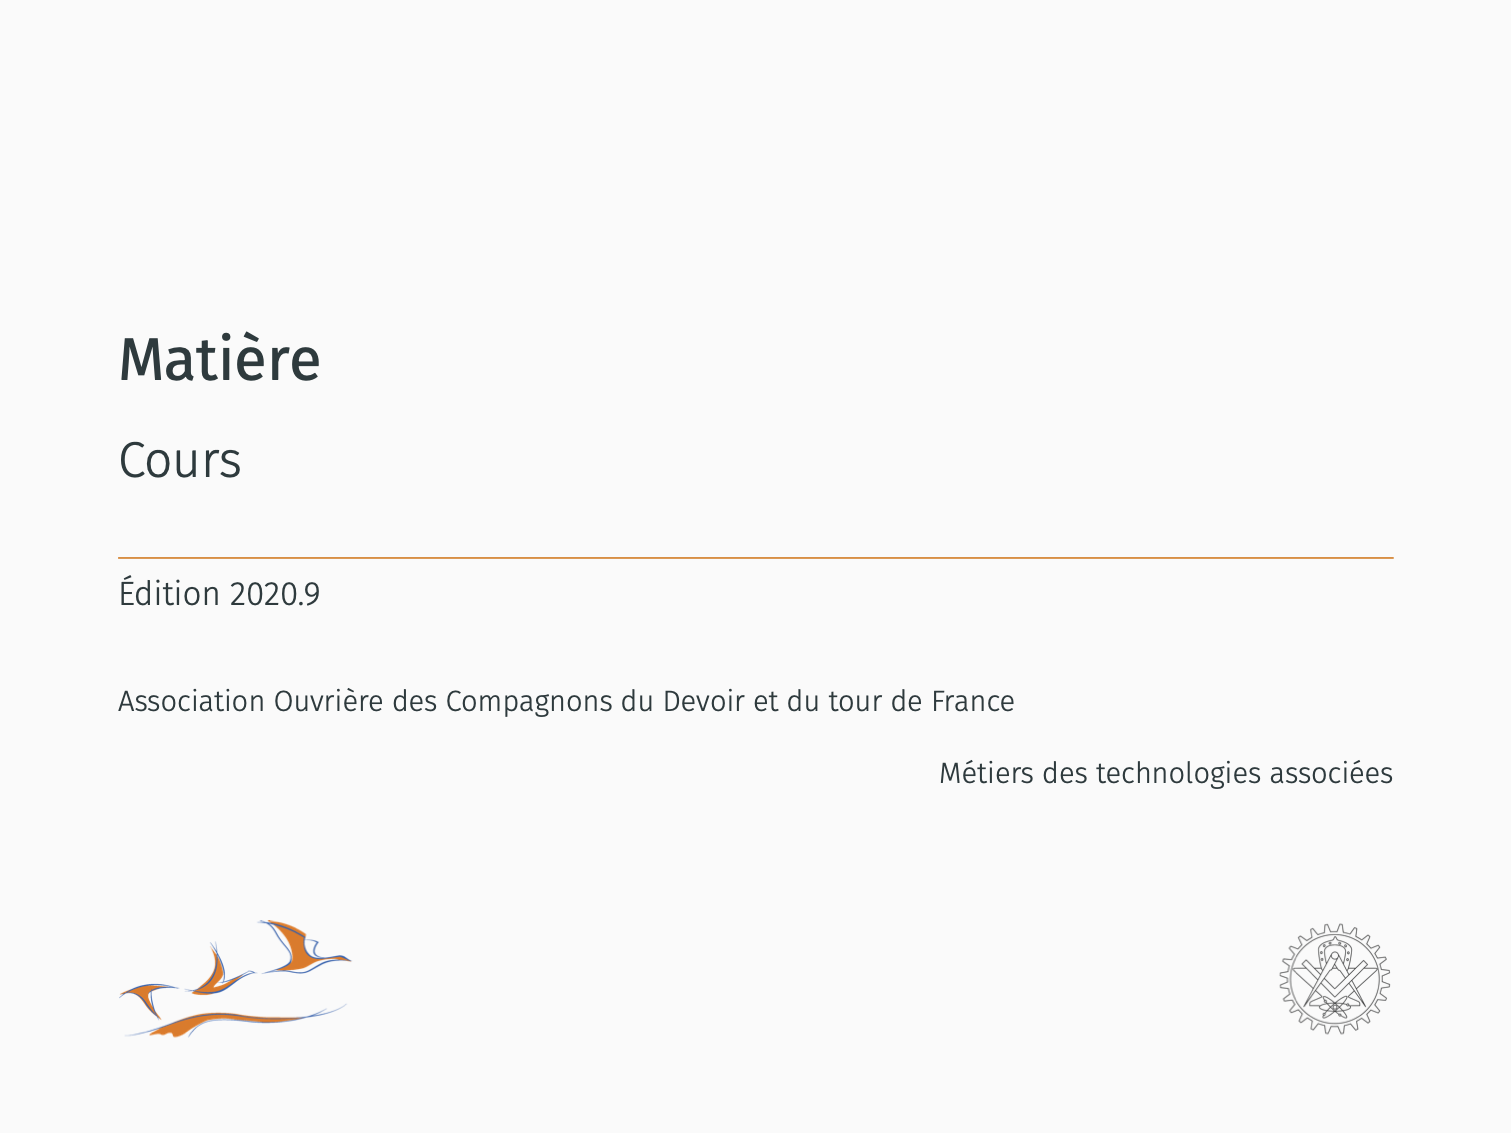 Matière
Cours
Édition 2020.9
Association Ouvrière des Compagnons du Devoir et du tour de France
Métiers des technologies associées